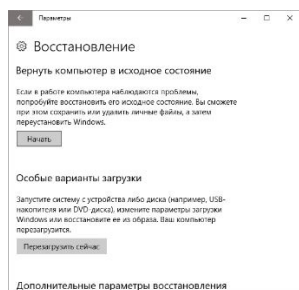 Параметры
Восстановление
Вернуть компьютер в исходное состояние
Если в работе компьютера наблюдаются проблемы,
попробуйте восстановить его исходное состояние. Вы сможете
при этом сохранить или удалить личные файлы, а затем
переустановить Windows.
Начать
Особые варианты загрузки
Запустите систему с устройства либо диска (например, USB-
накопителя или DVD-диска), измените параметры загрузки
Windows или восстановите ее из образа. Ваш компьютер
перезагрузится.
Перезагрузить сейчас
Дополнительные параметры восстановления